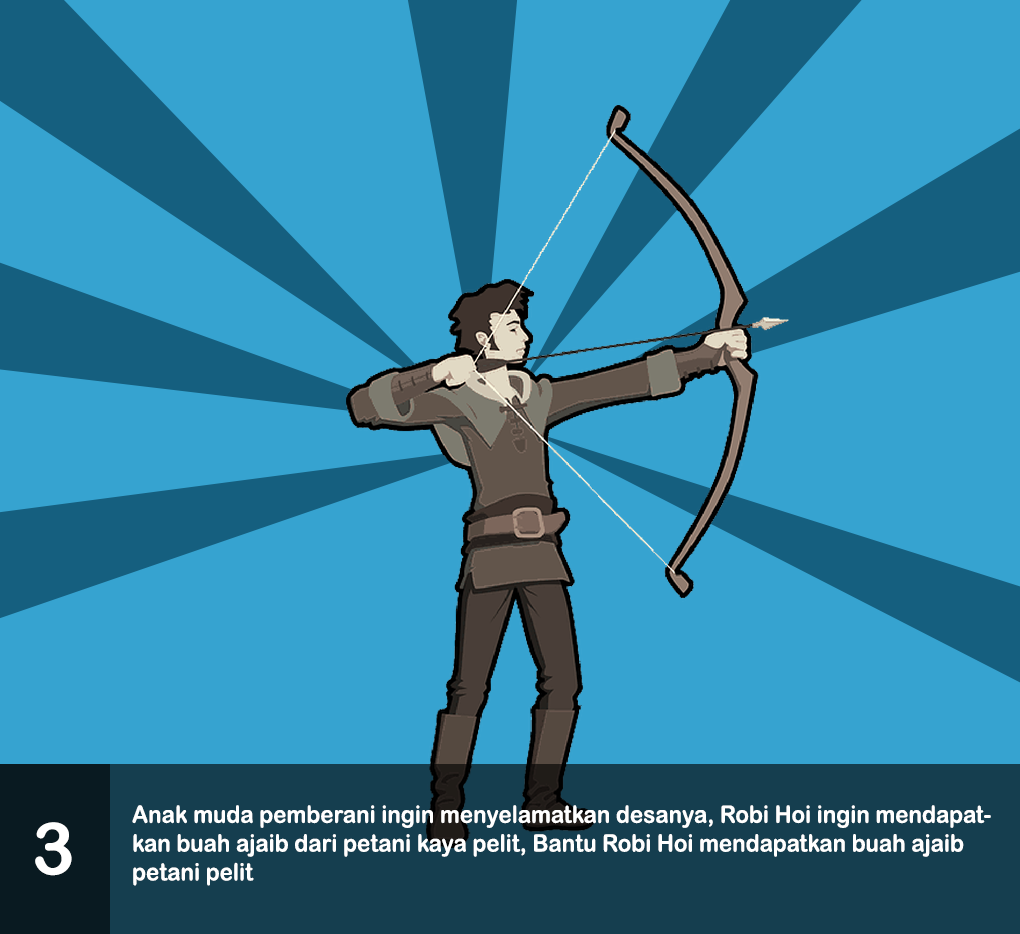 3
Anak muda pemberani ingin menyelamatkan desanya, Robi Hoi ingin mendapat-
kan buah ajaib dari petani kaya pelit, Bantu Robi Hoi mendapatkan buah ajaib
petani pelit